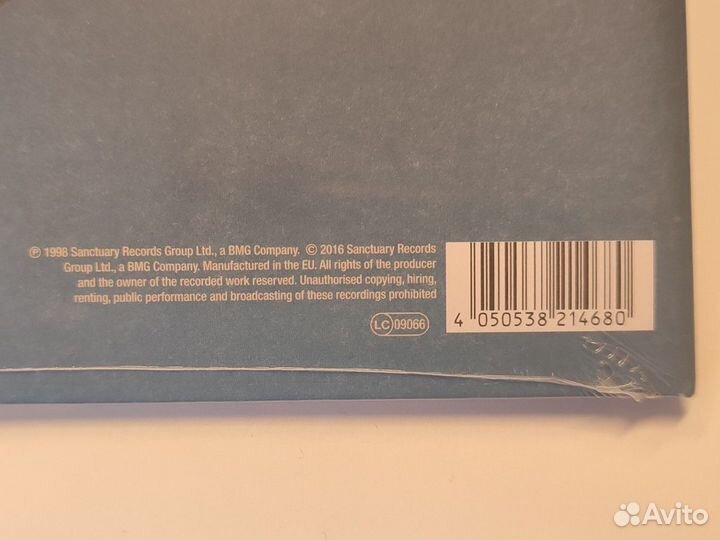 ℗ 1998 Sanctuary Records Group Ltd., a BMG Company. © 2016 Sanctuary Records
Group Ltd., a BMG Company. Manufactured in the EU. All rights of the producer
and the owner of the recorded work reserved. Unauthorised copying, hiring,
renting, public performance and broadcasting of these recordings prohibited
LC 09066
4 050538 214680
Avito